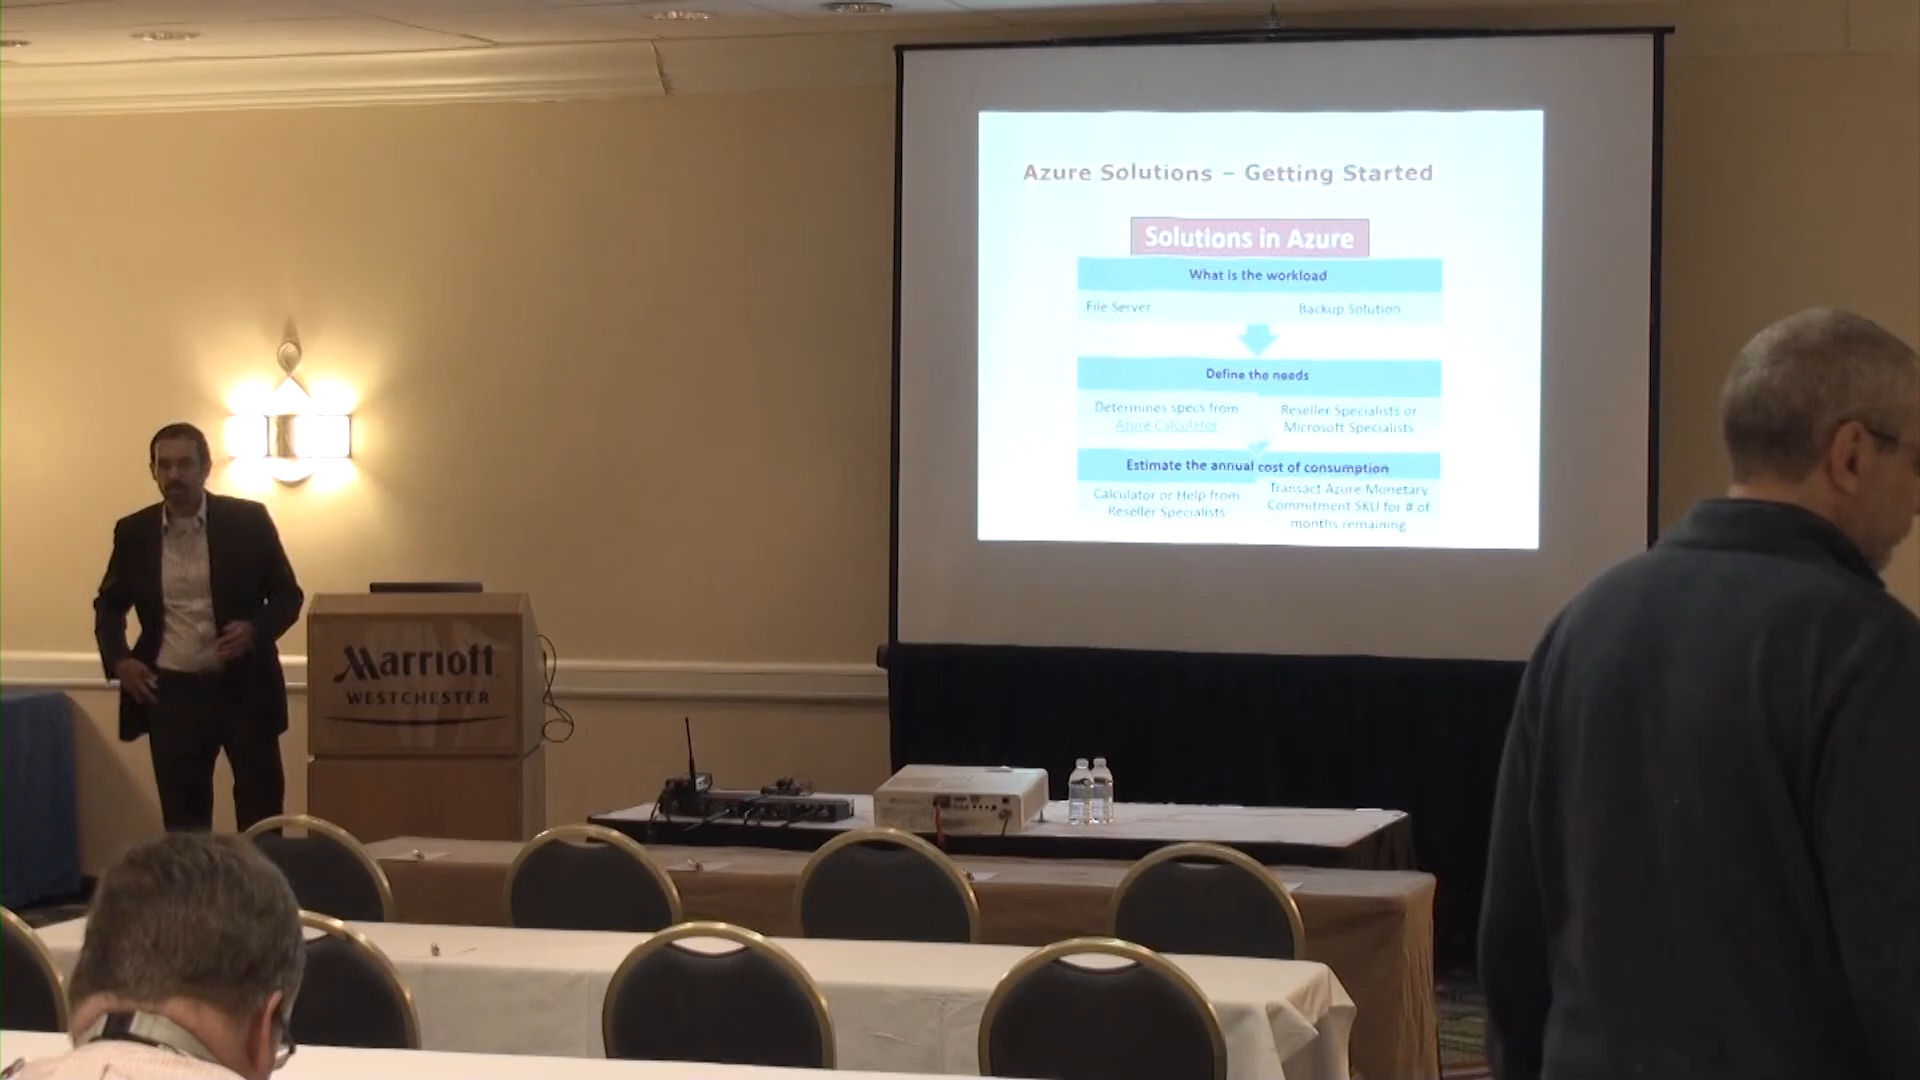 Azure Solutions – Getting Started
Solutions in Azure
What is the workload
File Server
Backup Solution
Define the needs
Determines specs from
Azure Calculator
Reseller Specialists or
Microsoft Specialists
Estimate the annual cost of consumption
Calculator or Help from
Reseller Specialists
Transact Azure Monetary
Commitment SKU for # of
months remaining
Marriott
WESTCHESTER